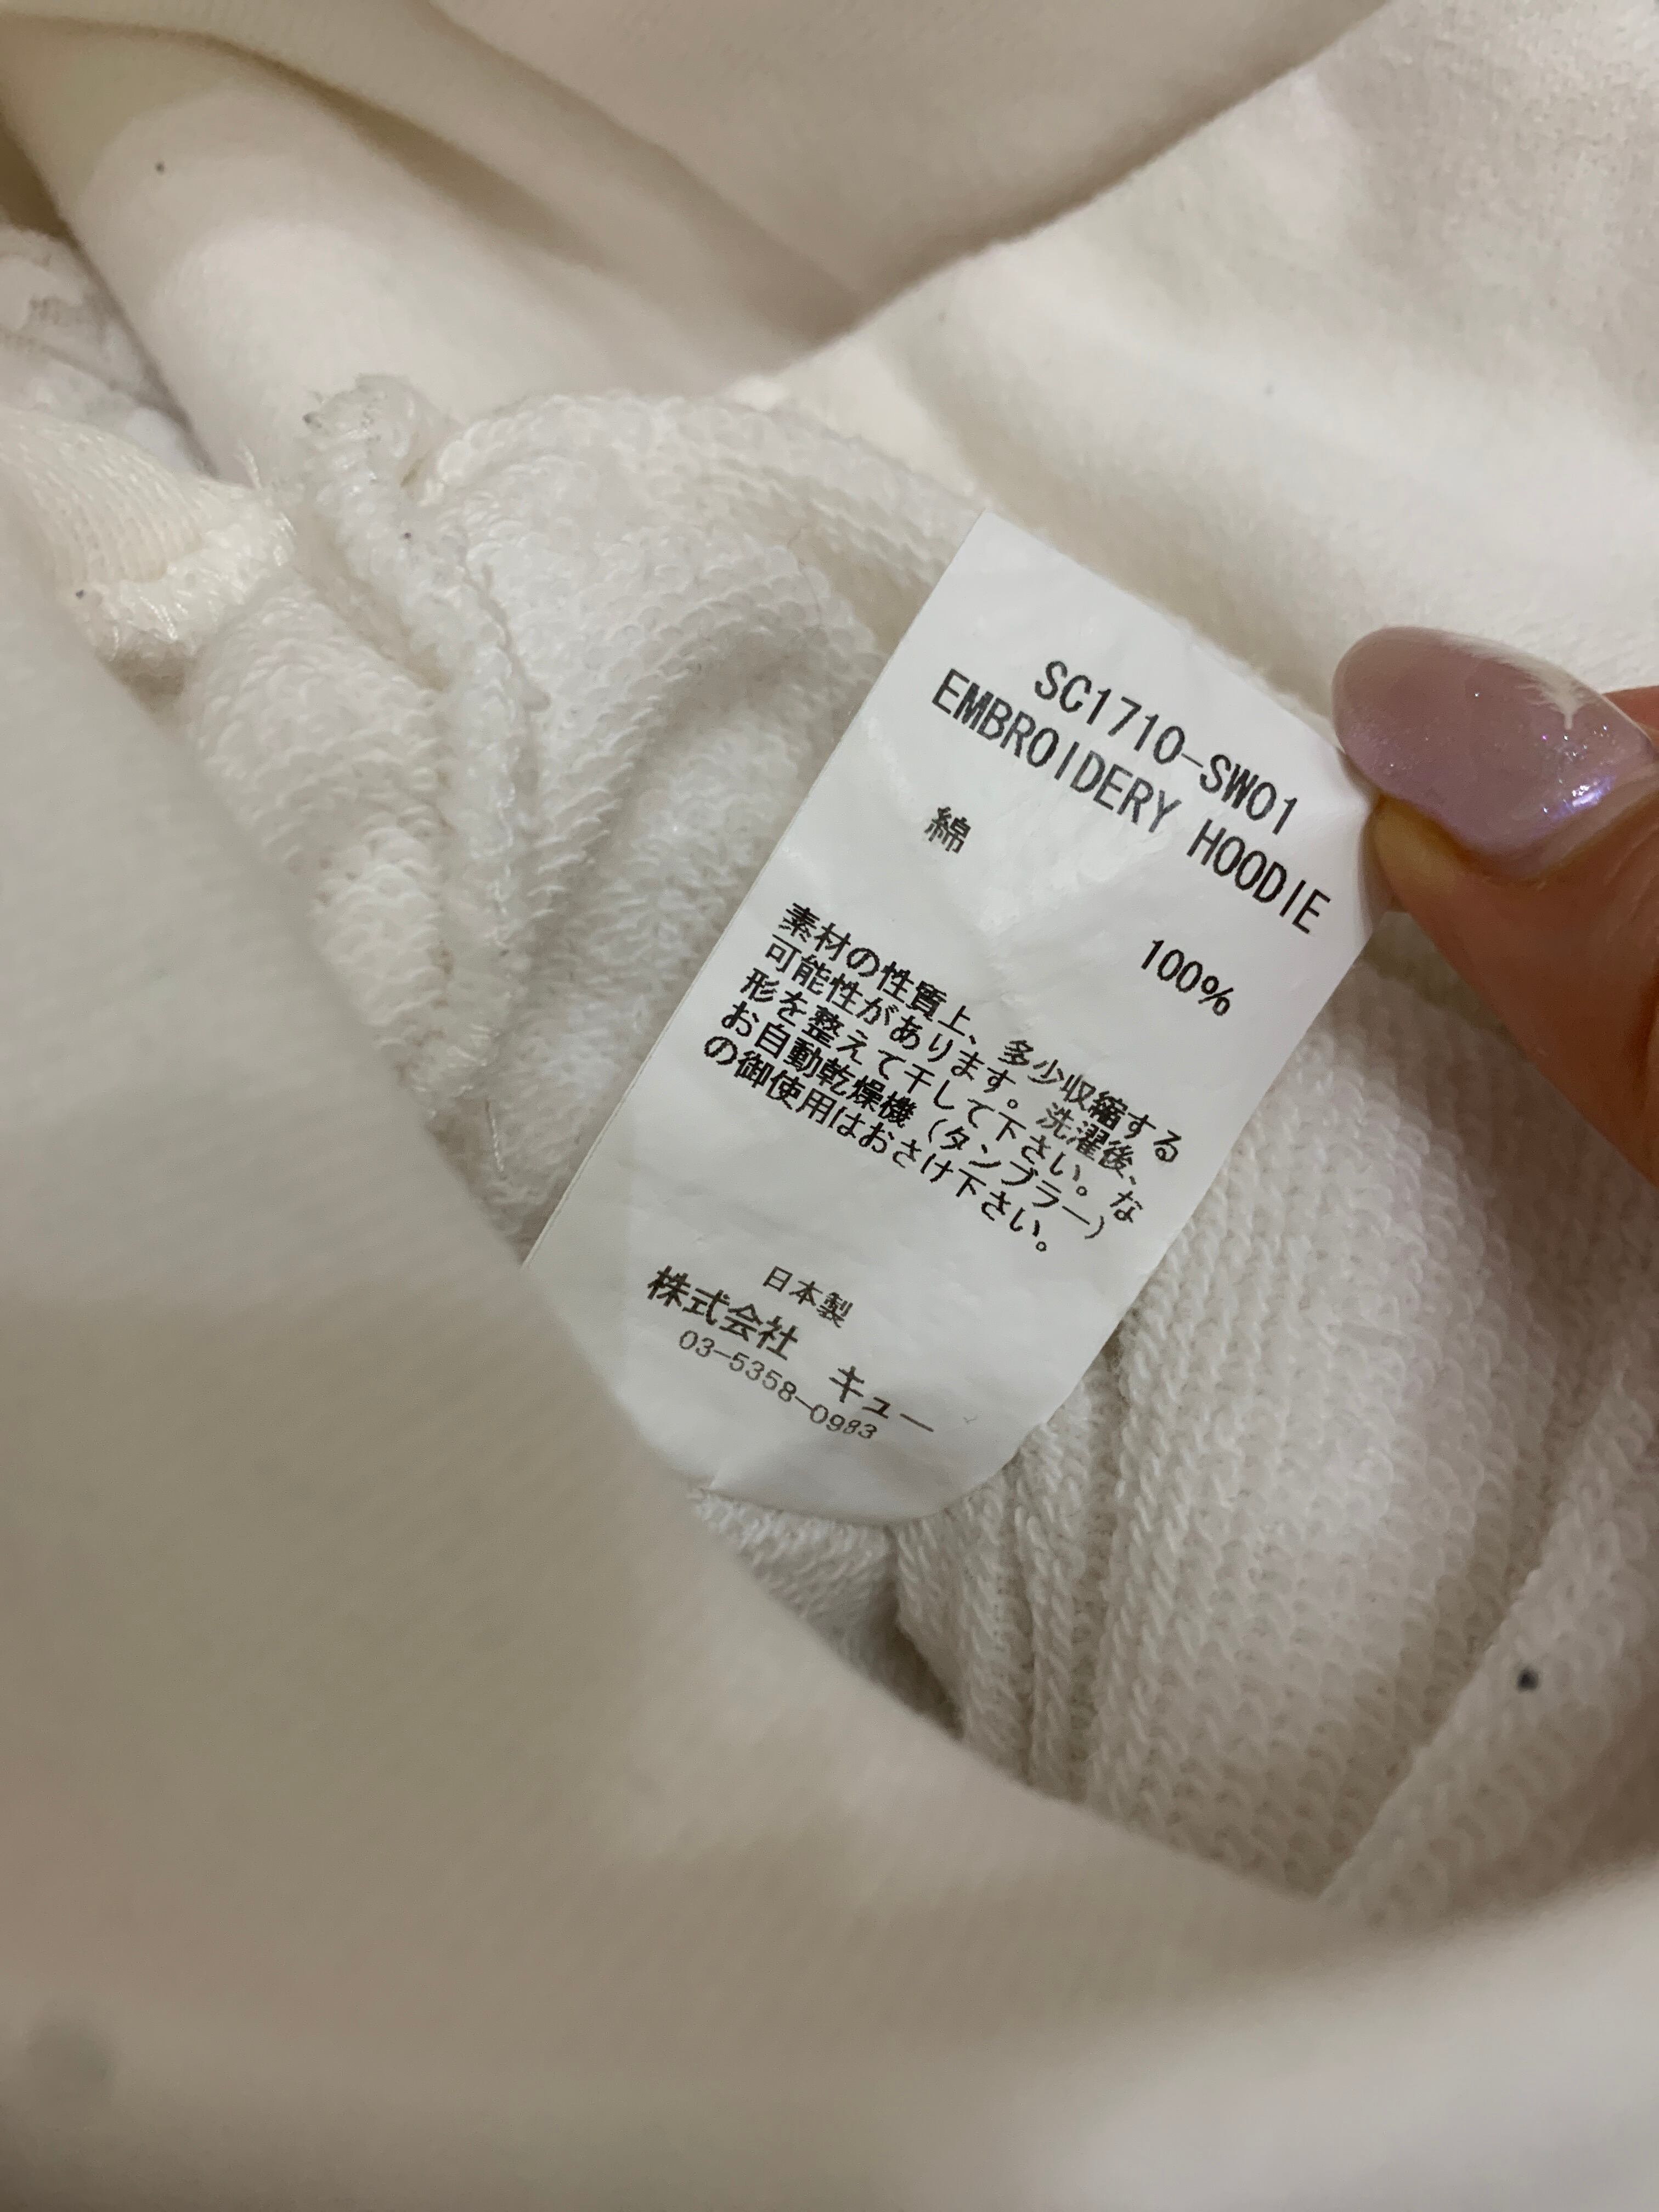 SC1710-SW01
EMBROIDERY HOODIE
綿 100%
素材の性質上、多少収縮する
可能性があります。洗濯後、
形を整えて干して下さい。な
お自動乾燥機（タンブラー）
の御使用はおさけ下さい。
日本製
株式会社　キュー
03-5358-0983